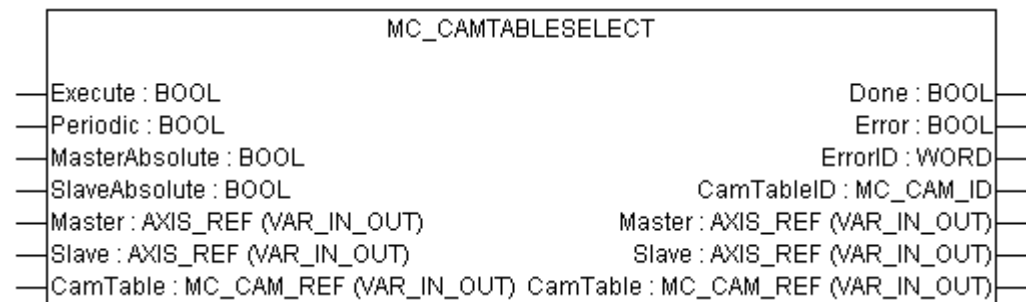 MC_CAMTABLESELECT
Execute : BOOL Done : BOOL
Periodic : BOOL Error : BOOL
MasterAbsolute : BOOL ErrorID : WORD
SlaveAbsolute : BOOL CamTableID : MC_CAM_ID
Master : AXIS_REF (VAR_IN_OUT) Master : AXIS_REF (VAR_IN_OUT)
Slave : AXIS_REF (VAR_IN_OUT) Slave : AXIS_REF (VAR_IN_OUT)
CamTable : MC_CAM_REF (VAR_IN_OUT) CamTable : MC_CAM_REF (VAR_IN_OUT)